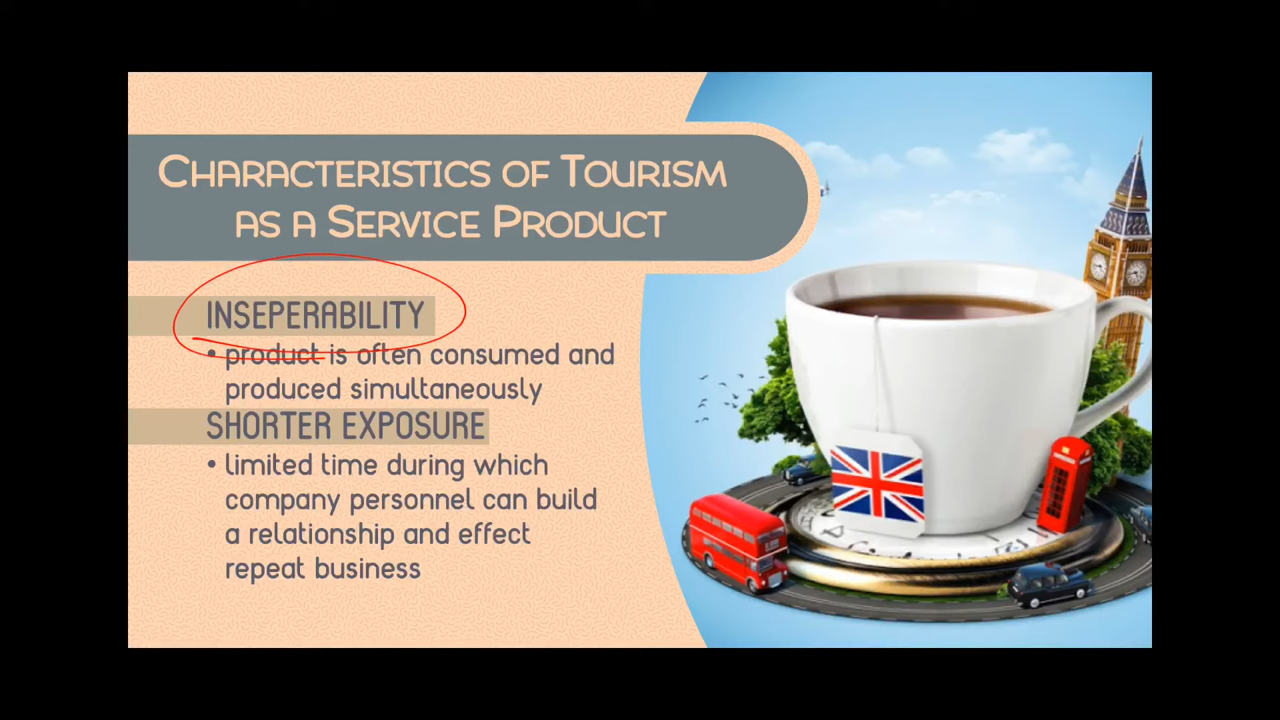 Characteristics of Tourism
as a Service Product
INSEPERABILITY
• product is often consumed and
produced simultaneously
SHORTER EXPOSURE
• limited time during which
company personnel can build
a relationship and effect
repeat business